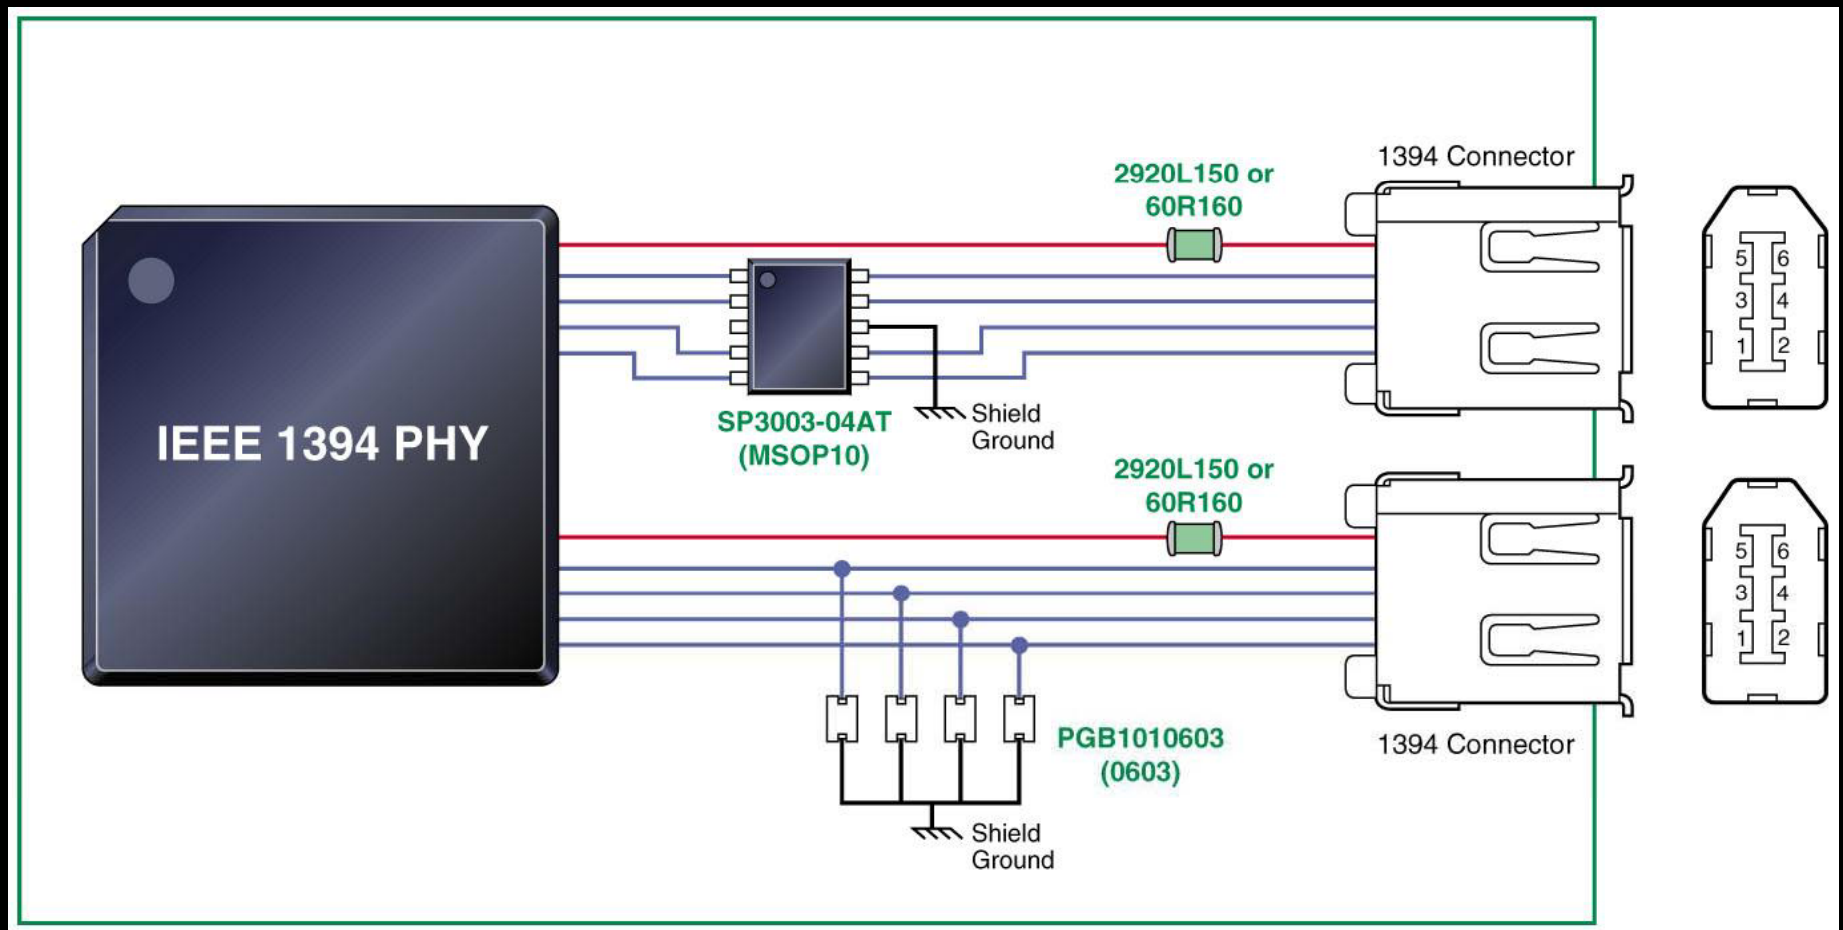 1394 Connector
2920L150 or
60R160
5 6
3 4
1 2
SP3003-04AT
(MSOP10)
Shield
Ground
IEEE 1394 PHY
2920L150 or
60R160
5 6
3 4
1 2
PGB1010603
(0603)
1394 Connector
Shield
Ground